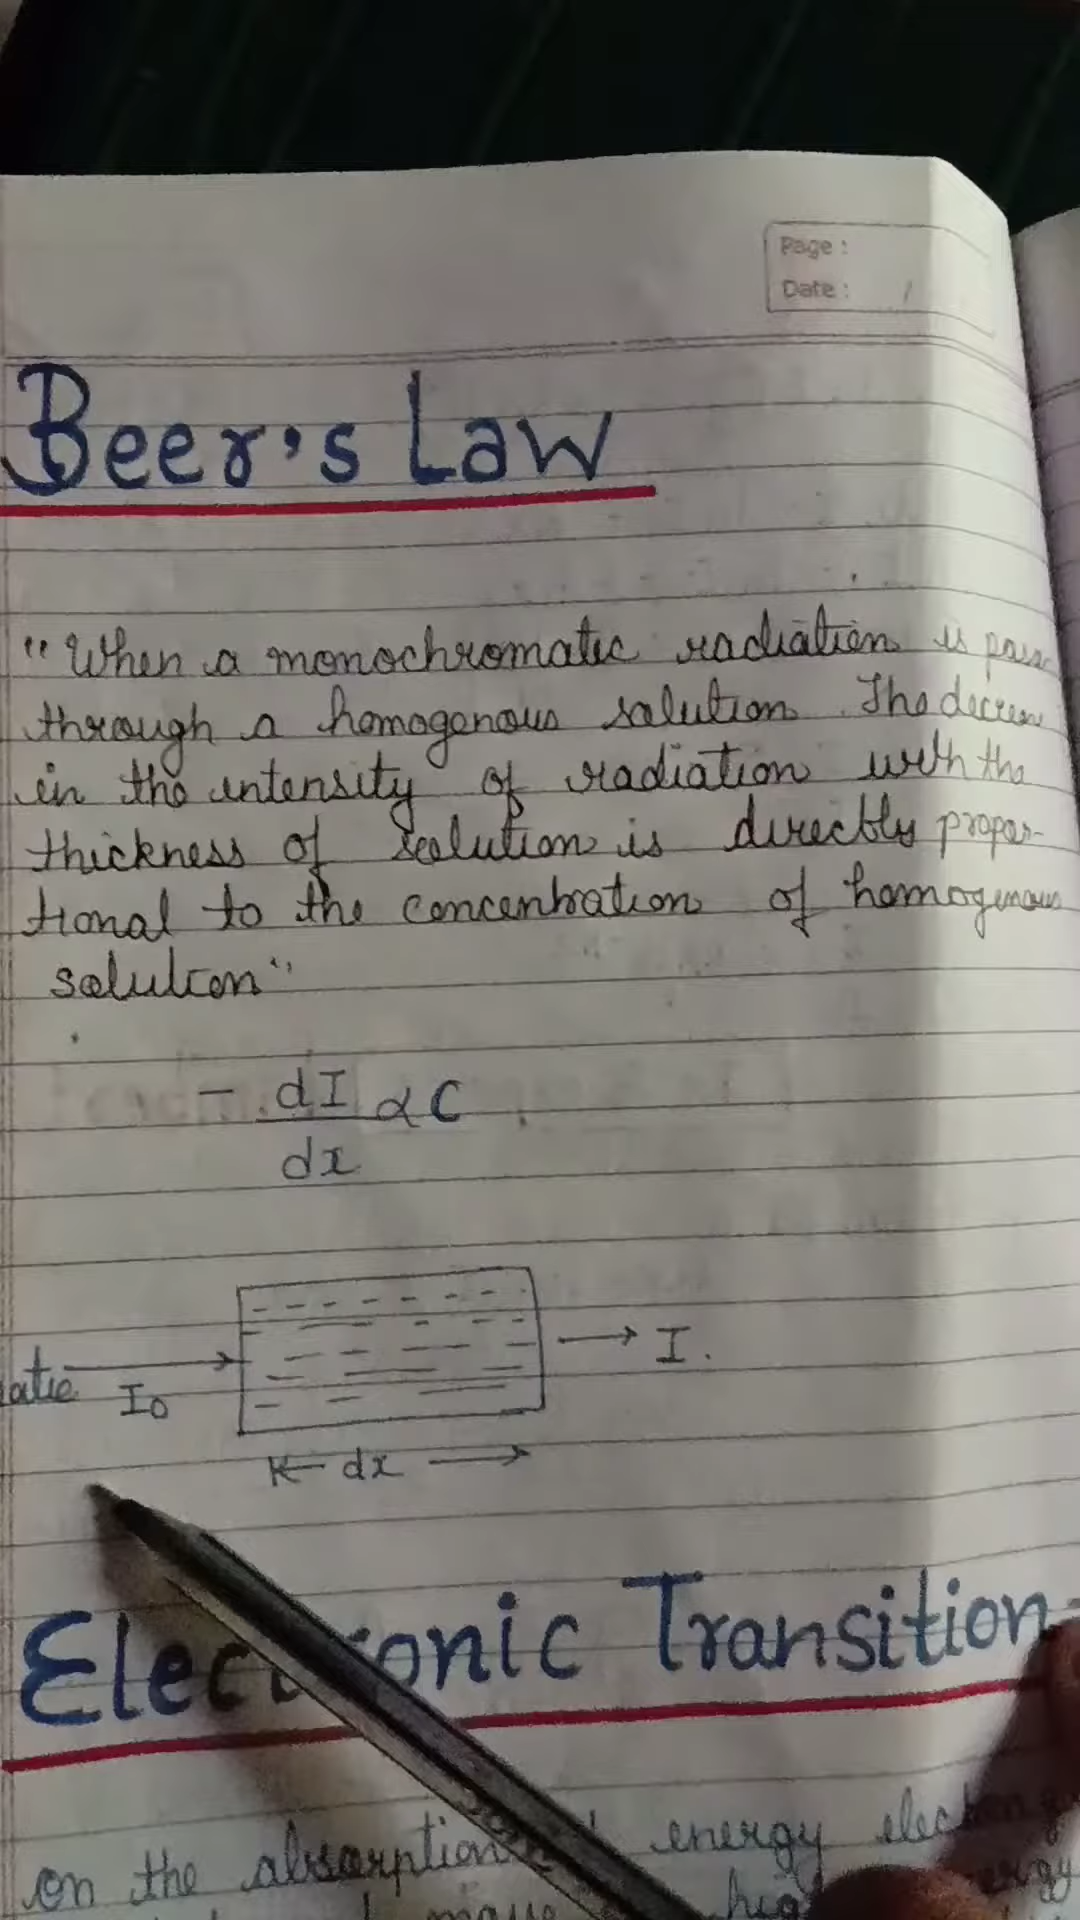 Page :
Date : /
Beer's Law
"When a monochromatic radiation is
through a homogenous solution. The
in the intensity of radiation with the
thickness of solution is directly propor-
tional to the concentration of homogenous
solution"
- dI ∝ C
dx
I₀ → I.
dx
Electronic Transition
on the absorption energy